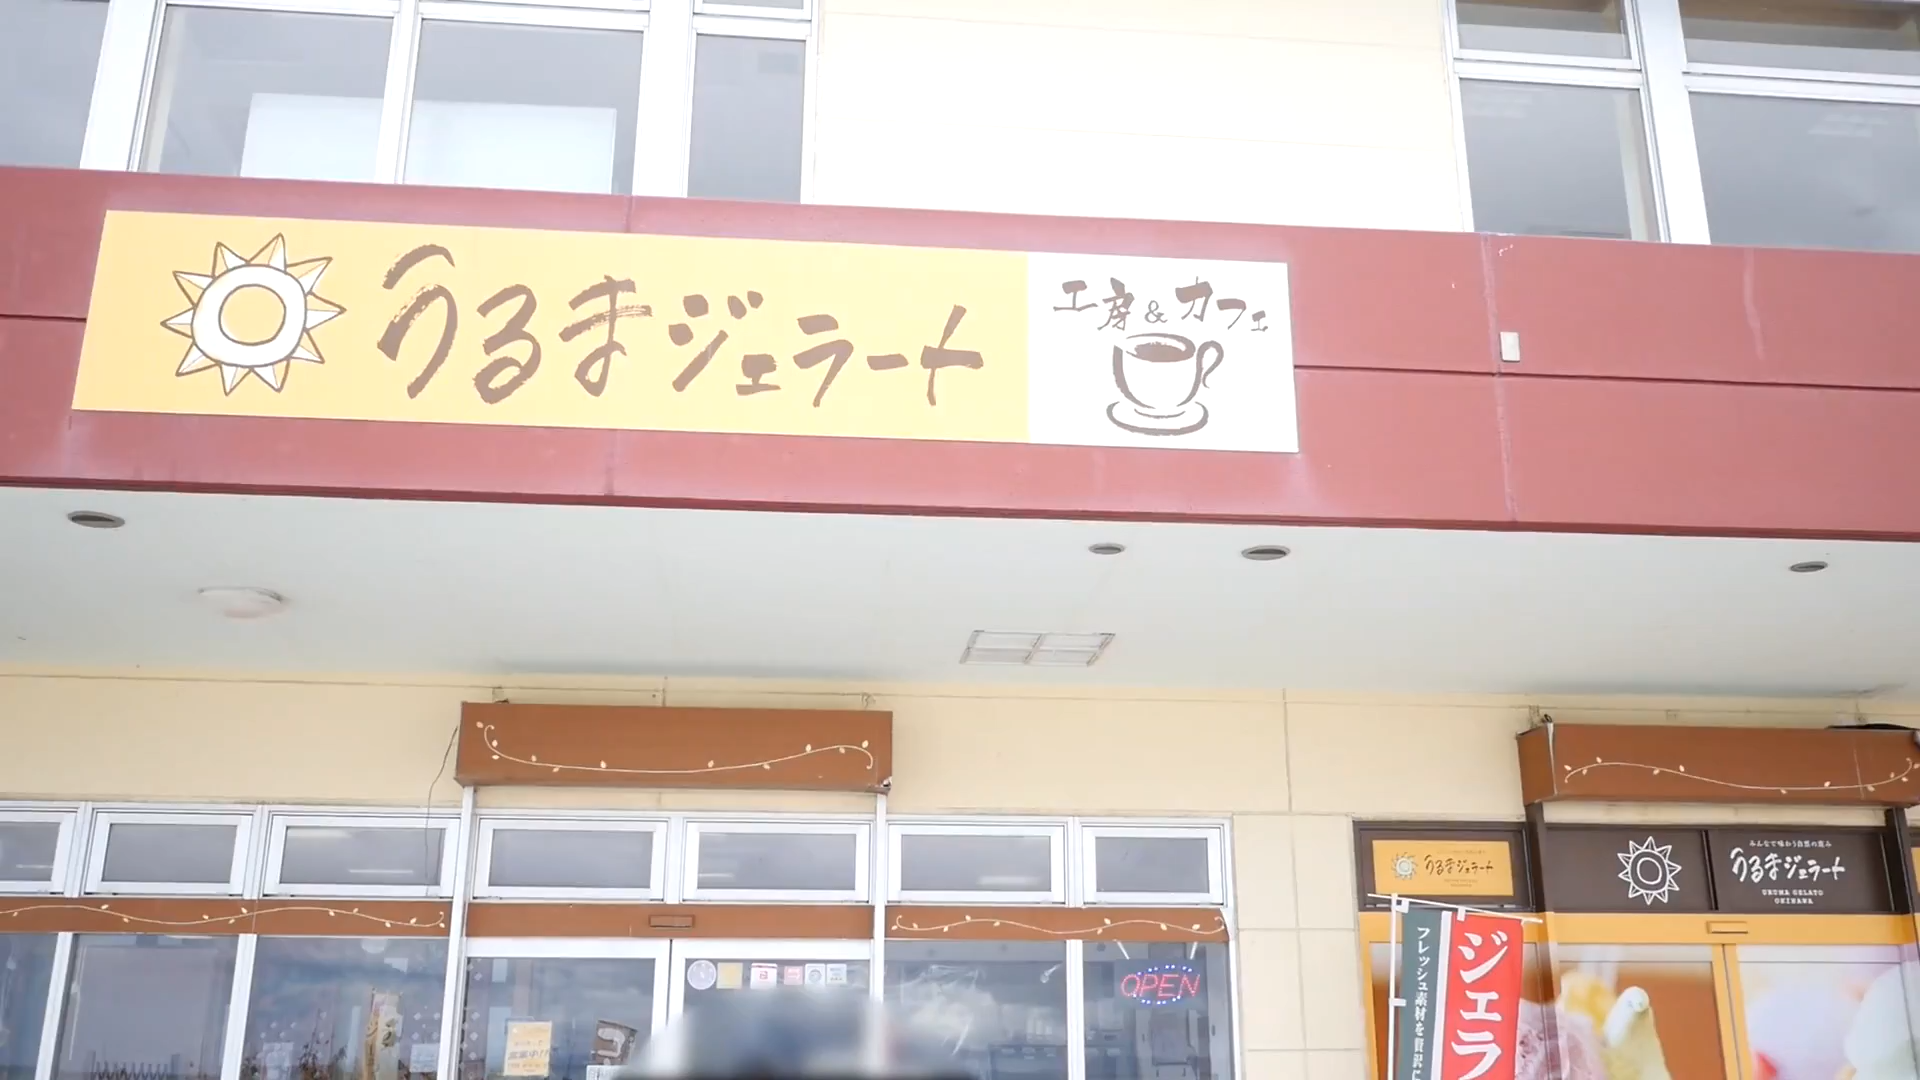 うるまジェラート
工房&カフェ
うるまジェラート
みんなで味わう自然の恵み
うるまジェラート
URUMA GELATO
OKINAWA
フレッシュ素材を贅沢に
ジェラ
OPEN
営業中!!